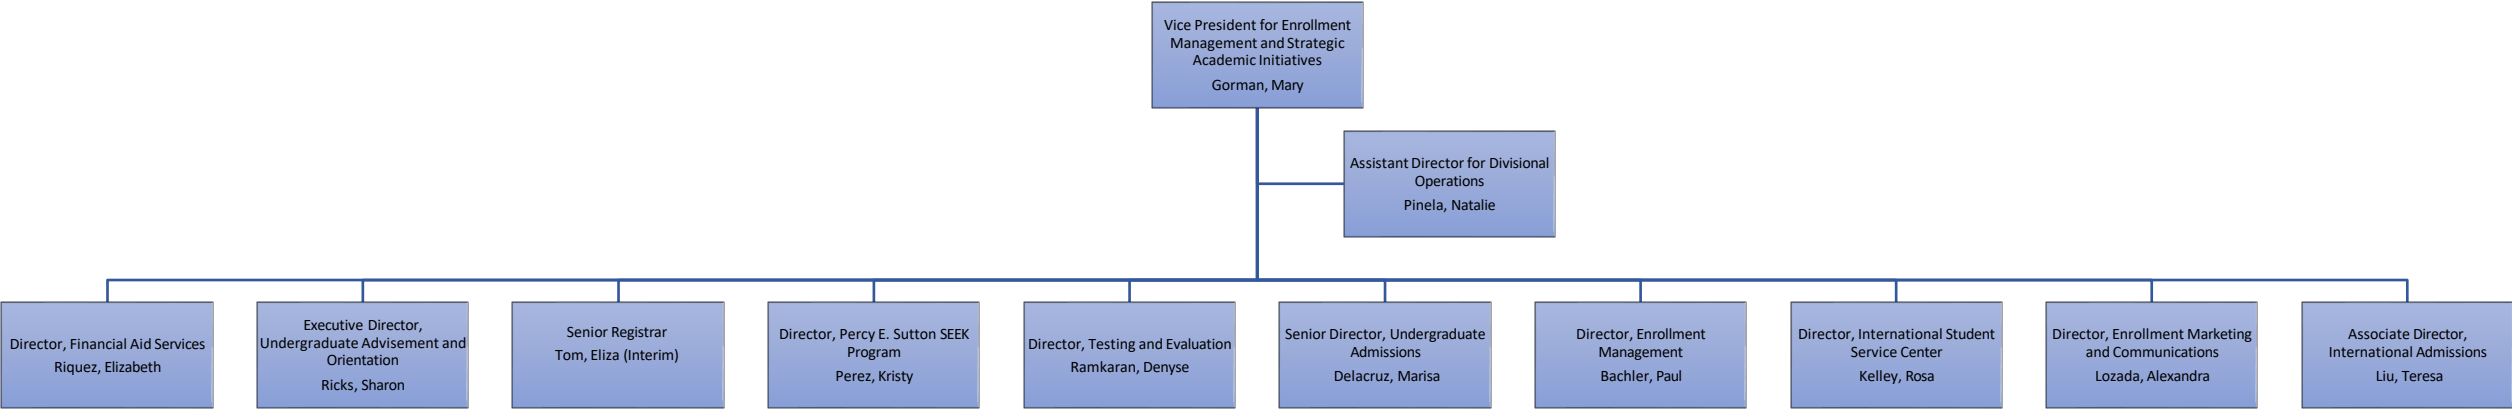 Vice President for Enrollment
Management and Strategic
Academic Initiatives
Gorman, Mary
Assistant Director for Divisional
Operations
Pinela, Natalie
Director, Financial Aid Services
Riquez, Elizabeth
Executive Director,
Undergraduate Advisement and
Orientation
Ricks, Sharon
Senior Registrar
Tom, Eliza (Interim)
Director, Percy E. Sutton SEEK
Program
Perez, Kristy
Director, Testing and Evaluation
Ramkaran, Denyse
Senior Director, Undergraduate
Admissions
Delacruz, Marisa
Director, Enrollment
Management
Bachler, Paul
Director, International Student
Service Center
Kelley, Rosa
Director, Enrollment Marketing
and Communications
Lozada, Alexandra
Associate Director,
International Admissions
Liu, Teresa